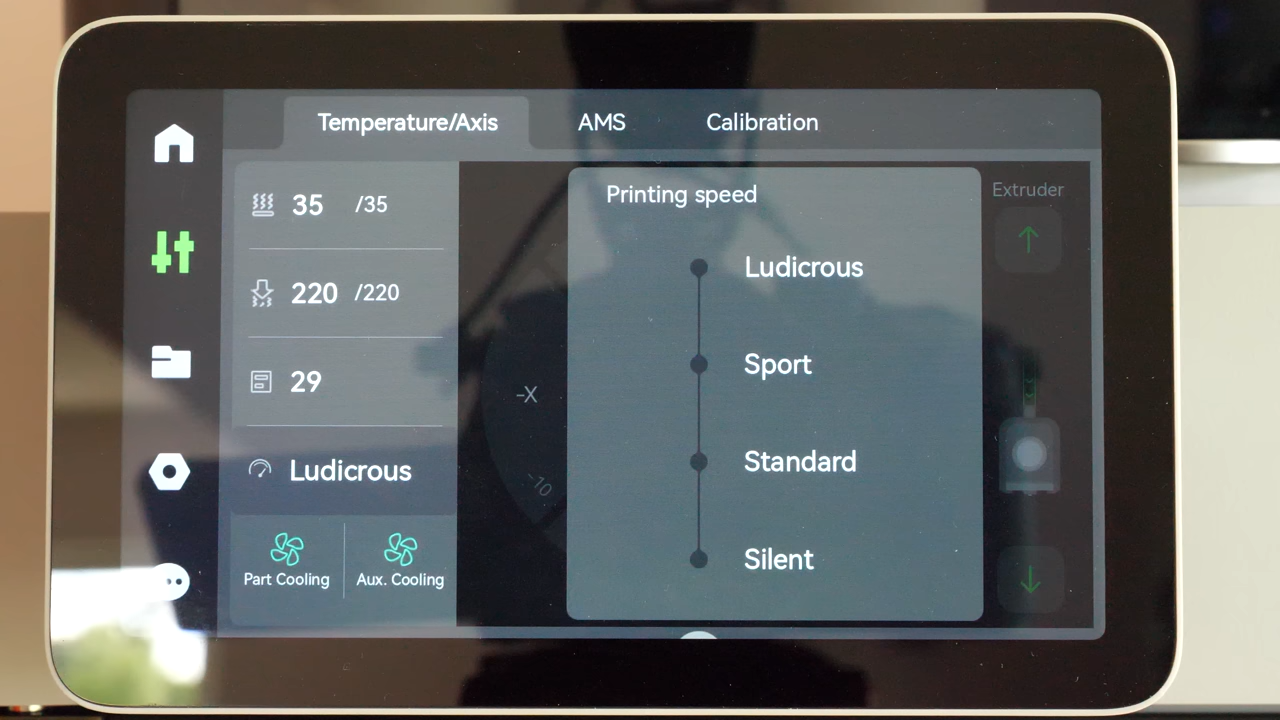 Temperature/Axis
AMS
Calibration
35 /35
220 /220
29
Ludicrous
Part Cooling
Aux. Cooling
-X
-10
Printing speed
Ludicrous
Sport
Standard
Silent
Extruder